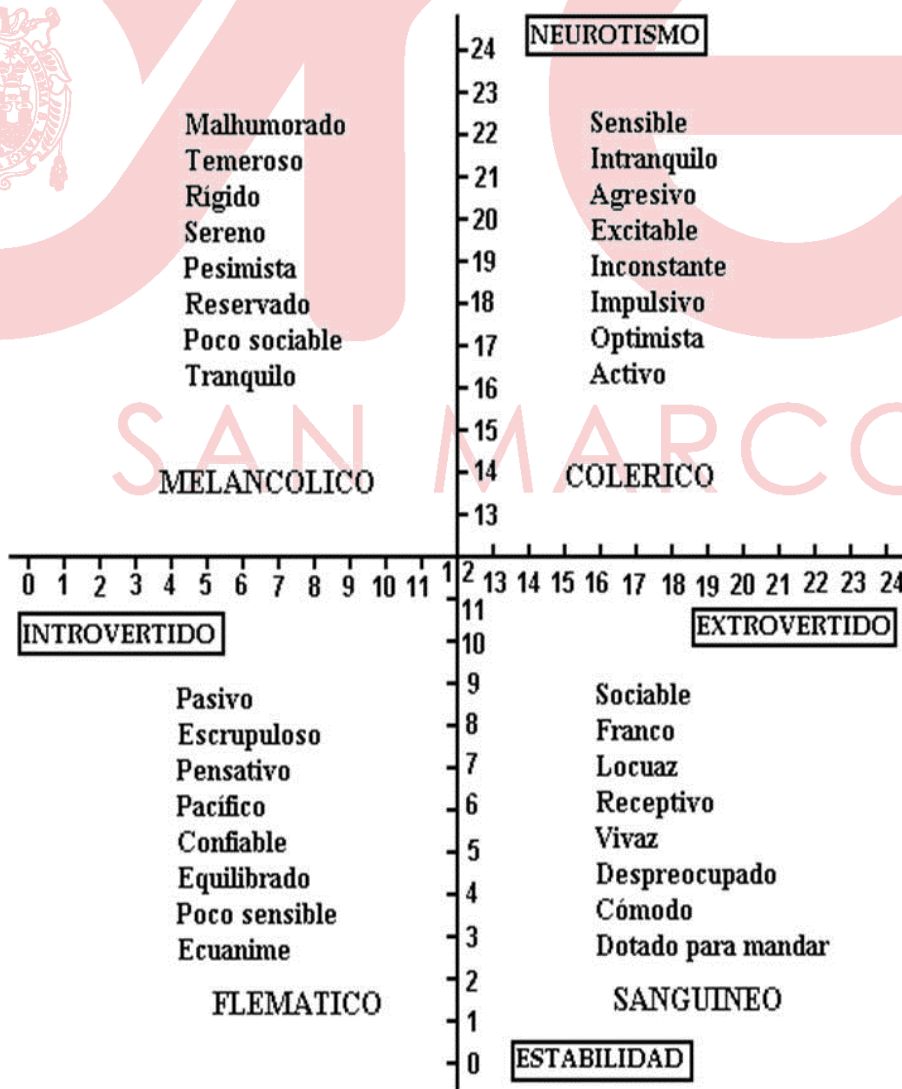 NEUROTISMO
24
23
22
21
20
19
18
17
16
15
14
13
Malhumorado
Temeroso
Rígido
Sereno
Pesimista
Reservado
Poco sociable
Tranquilo
MELANCOLICO
Sensible
Intranquilo
Agresivo
Excitable
Inconstante
Impulsivo
Optimista
Activo
COLERICO
SAN MARCO
0 1 2 3 4 5 6 7 8 9 10 11 12 13 14 15 16 17 18 19 20 21 22 23 24
INTROVERTIDO
EXTROVERTIDO
11
10
9
8
7
6
5
4
3
2
1
0
Pasivo
Escrupuloso
Pensativo
Pacífico
Confiable
Equilibrado
Poco sensible
Ecuanime
FLEMATICO
Sociable
Franco
Locuaz
Receptivo
Vivaz
Despreocupado
Cómodo
Dotado para mandar
SANGUINEO
ESTABILIDAD